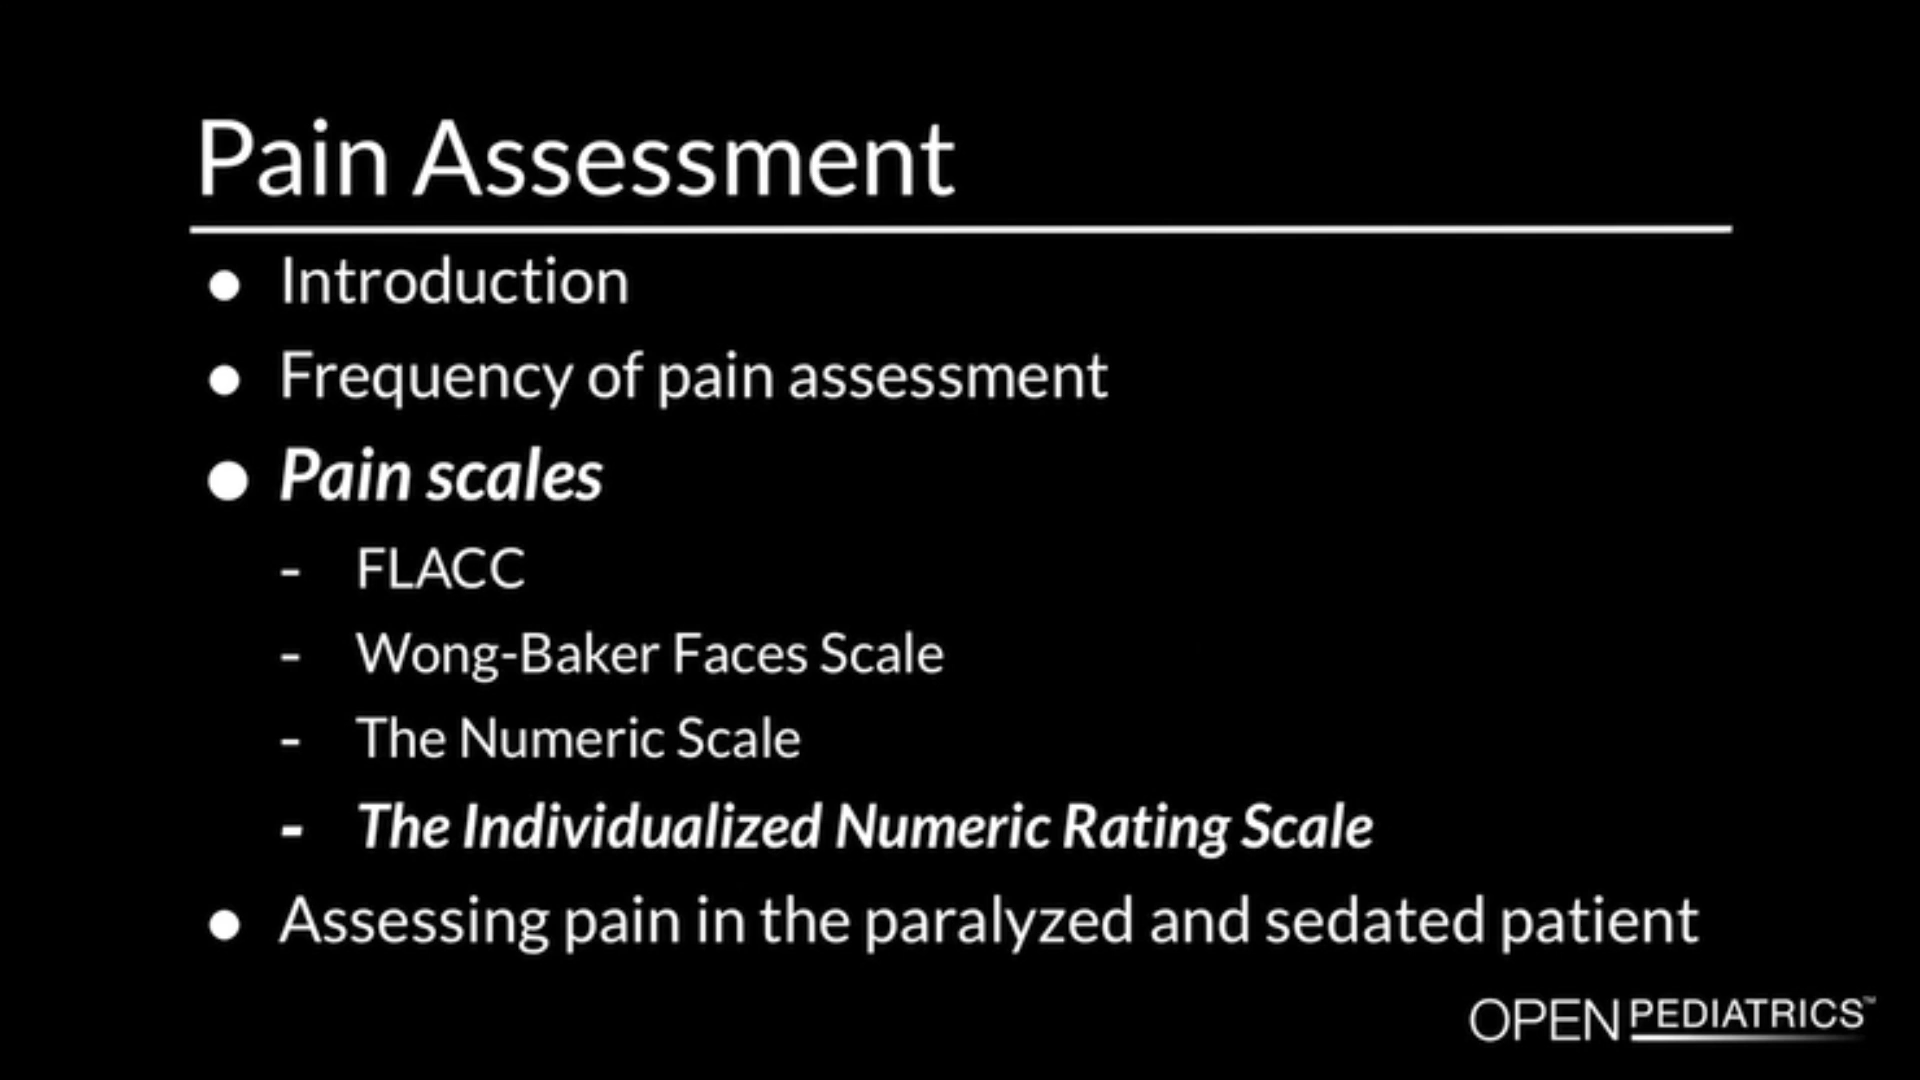 Pain Assessment
● Introduction
● Frequency of pain assessment
● Pain scales
- FLACC
- Wong-Baker Faces Scale
- The Numeric Scale
- The Individualized Numeric Rating Scale
● Assessing pain in the paralyzed and sedated patient
OPEN PEDIATRICS™